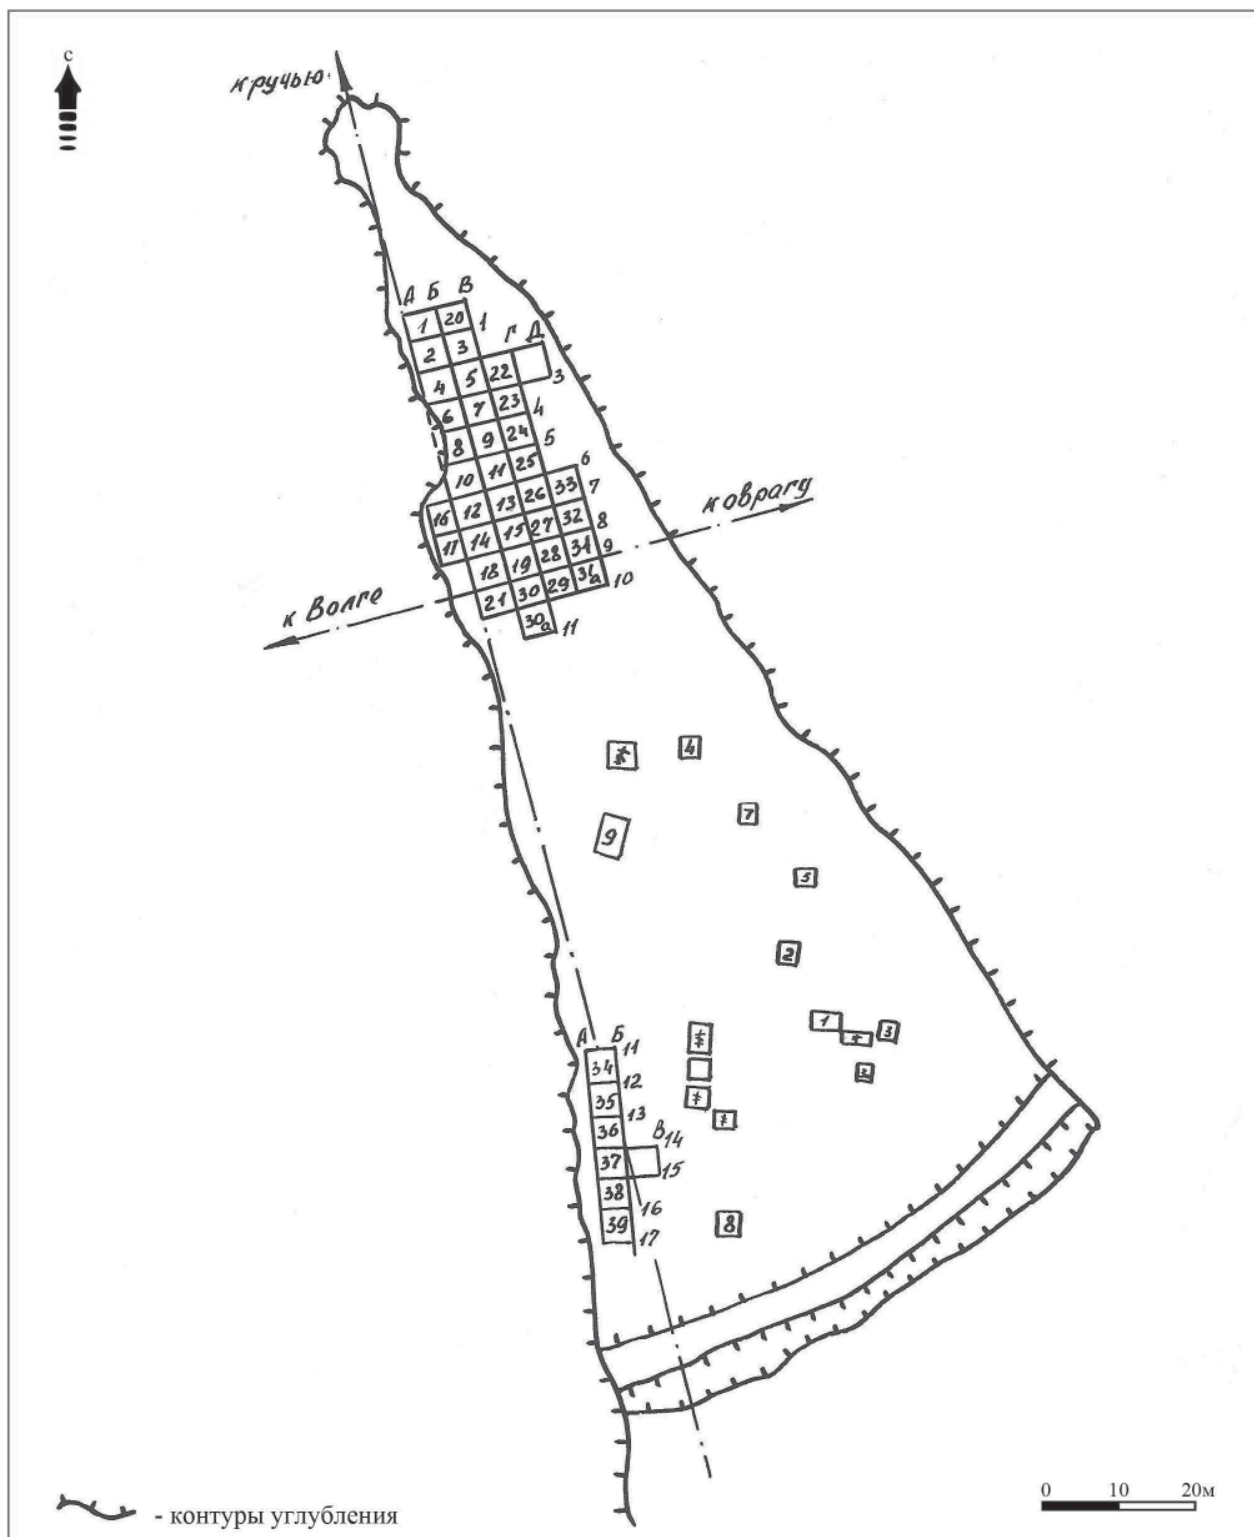 с
к ручью
А Б В
1 20 1
2 3
Г Д
4 5 22 3
6 7 23 4
8 9 24 5
10 11 25 6
16 12 13 26 33 7
17 14 15 27 32 8
18 19 28 31 9
21 30 29 31а 10
30а 11
к оврагу
к Волге
4
7
9
5
2
1
3
А Б 11
34 12
35 13
36 В 14
37 15
38 16
39 17
8
0 10 20м
- контуры углубления